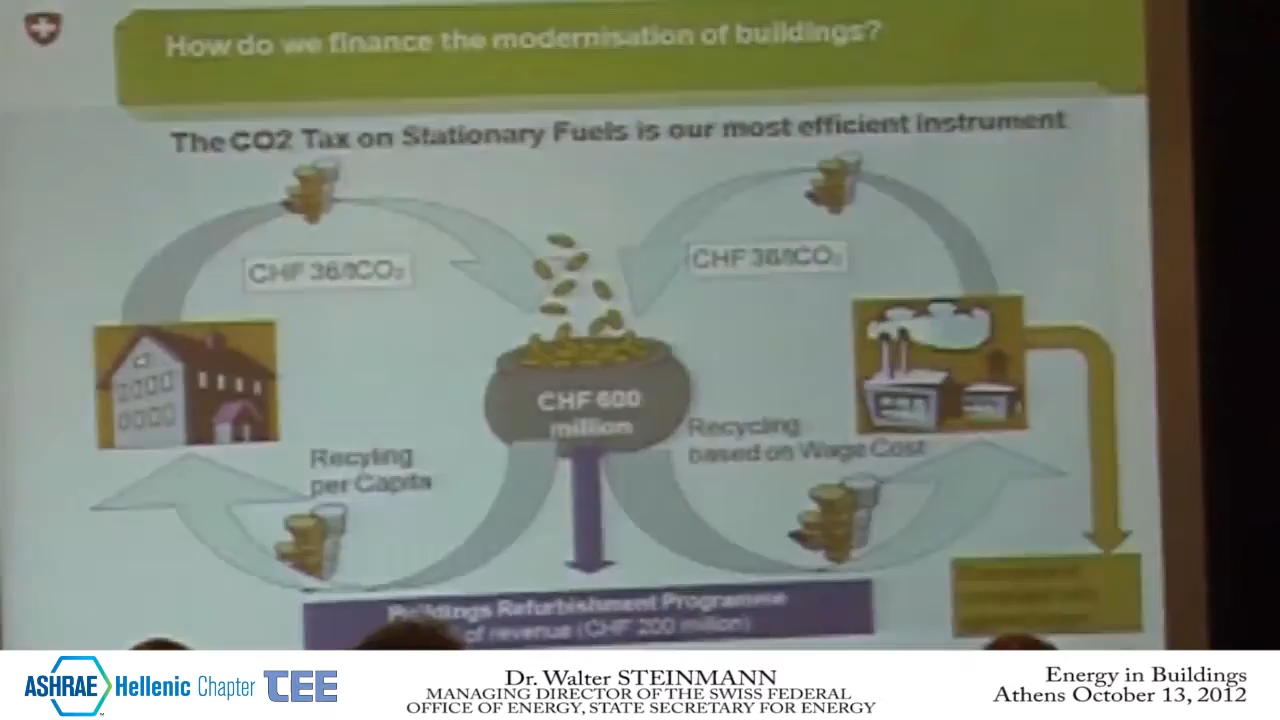 How do we finance the modernisation of buildings?
The CO2 Tax on Stationary Fuels is our most efficient instrument
CHF 36/tCO₂
CHF 36/tCO₂
CHF 600
million
Recyling
per Capita
Recycling
based on Wage Cost
Buildings Refurbishment Programme
of revenue (CHF 200 million)
ASHRAE Hellenic Chapter TEE
Dr. Walter STEINMANN
MANAGING DIRECTOR OF THE SWISS FEDERAL
OFFICE OF ENERGY, STATE SECRETARY FOR ENERGY
Energy in Buildings
Athens October 13, 2012